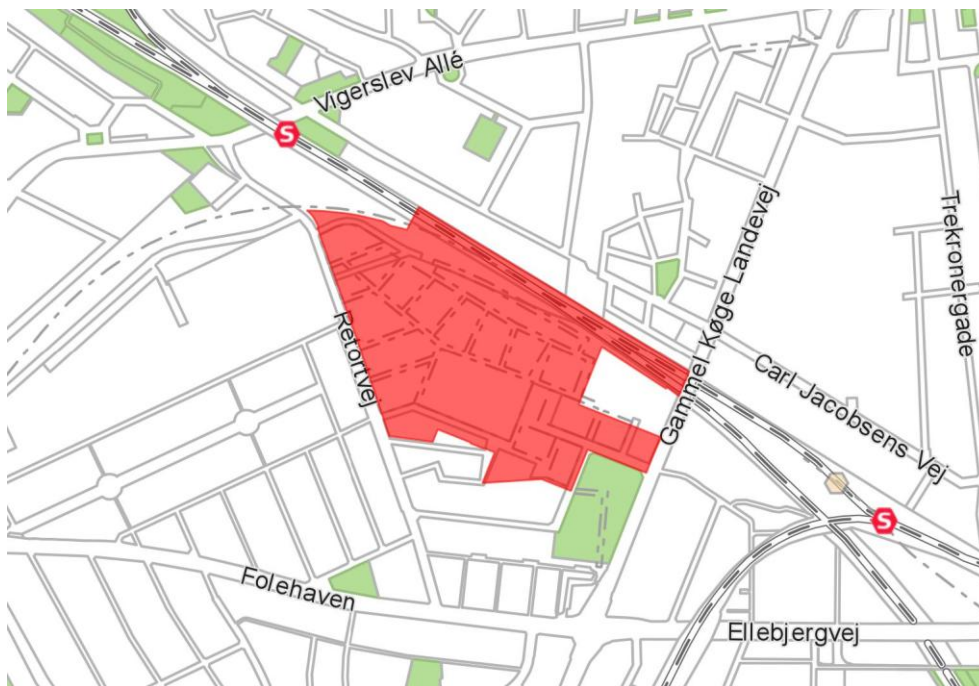 Vigerslev Allé
S
Gammel Køge Landevej
Trekronergade
Retortvej
Carl Jacobsens Vej
S
Folehaven
Ellebjergvej